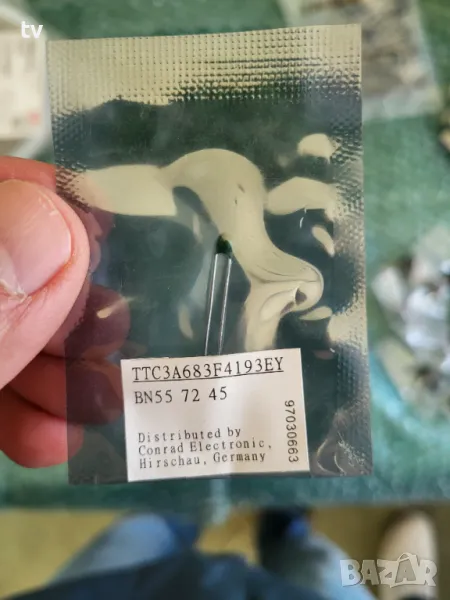 tv
TTC3A683F4193EY
BN55 72 45
Distributed by
Conrad Electronic,
Hirschau, Germany
97030663
BAZAR